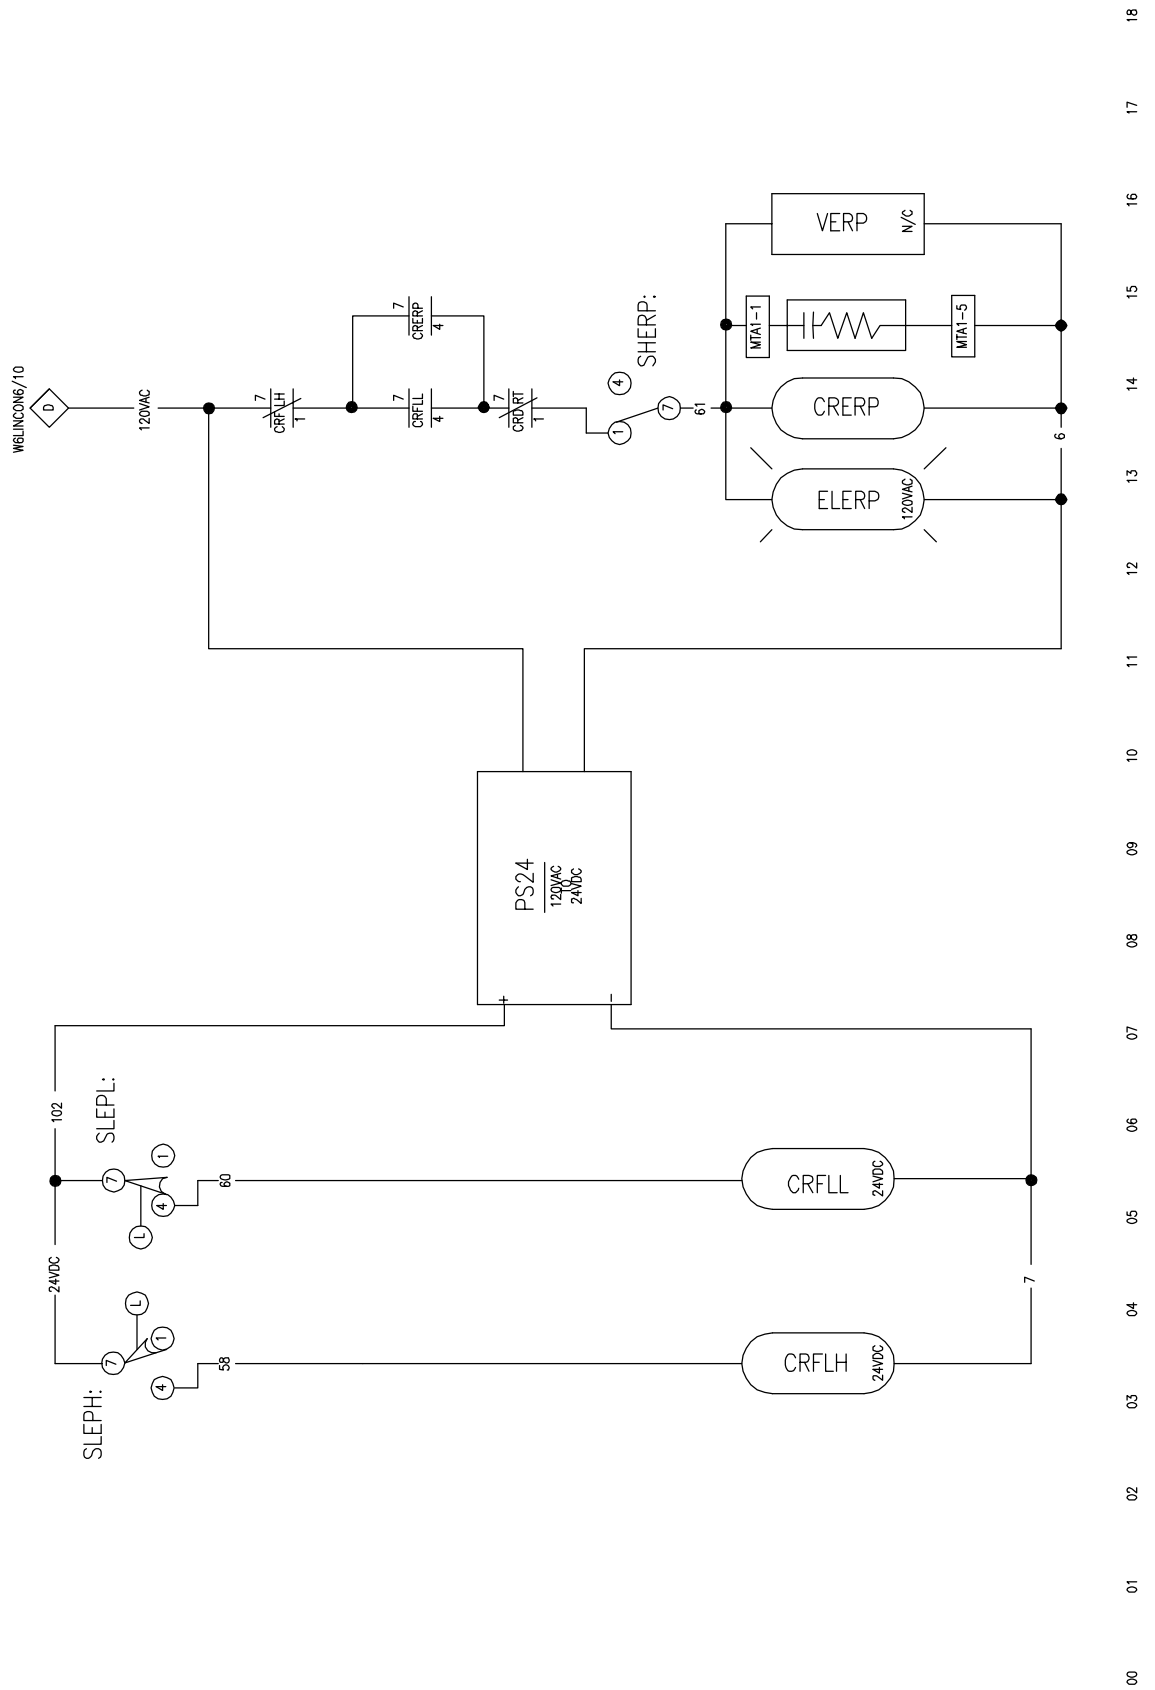 W6LINCON6/10
D
120VAC
7
CRFLH
1
7
CRERP
4
7
CRFLL
4
7
CRD/RT
1
SHERP:
4
1
7
61
VERP
N/C
MTA1-1
MTA1-5
CRERP
6
ELERP
120VAC
PS24
120VAC
TO
24VDC
+
-
102
SLEPL:
7
1
4
L
60
CRFLL
24VDC
24VDC
SLEPH:
7
L
1
4
58
CRFLH
24VDC
7
00
01
02
03
04
05
06
07
08
09
10
11
12
13
14
15
16
17
18